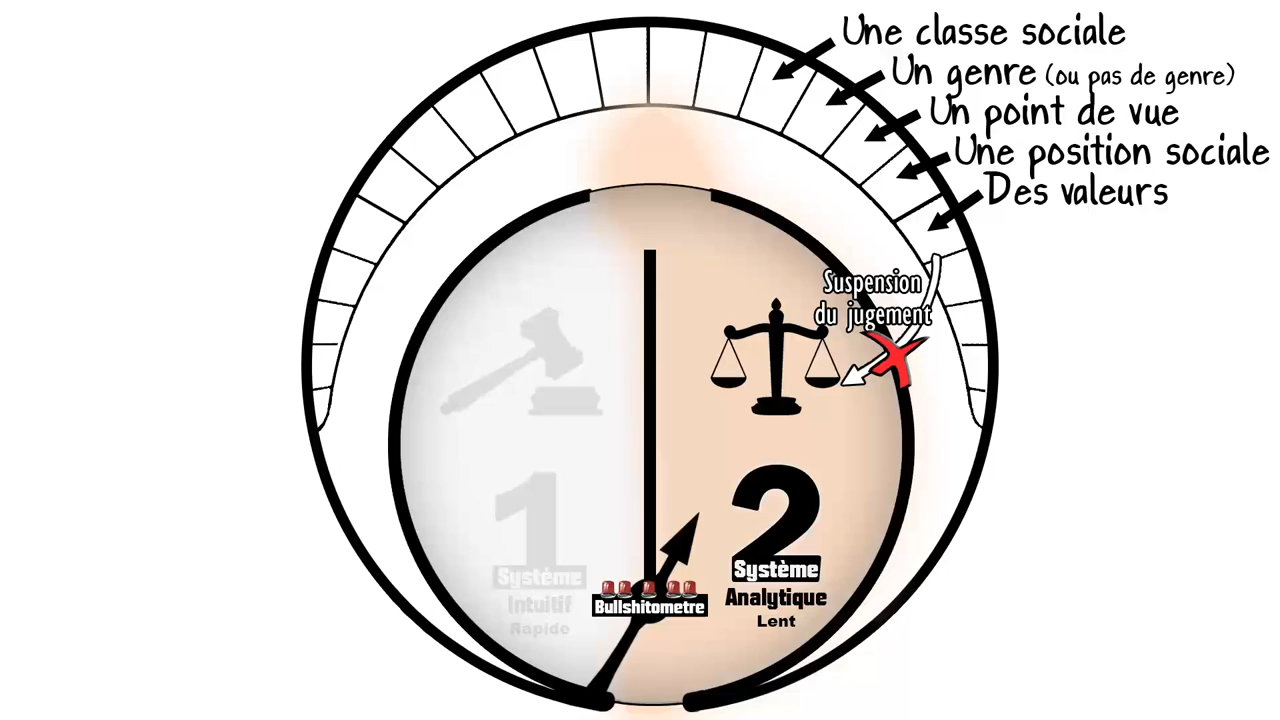 Une classe sociale
Un genre (ou pas de genre)
Un point de vue
Une position sociale
Des valeurs
Suspension
du jugement
1
Système
Intuitif
Rapide
2
Système
Analytique
Lent
Bullshitometre